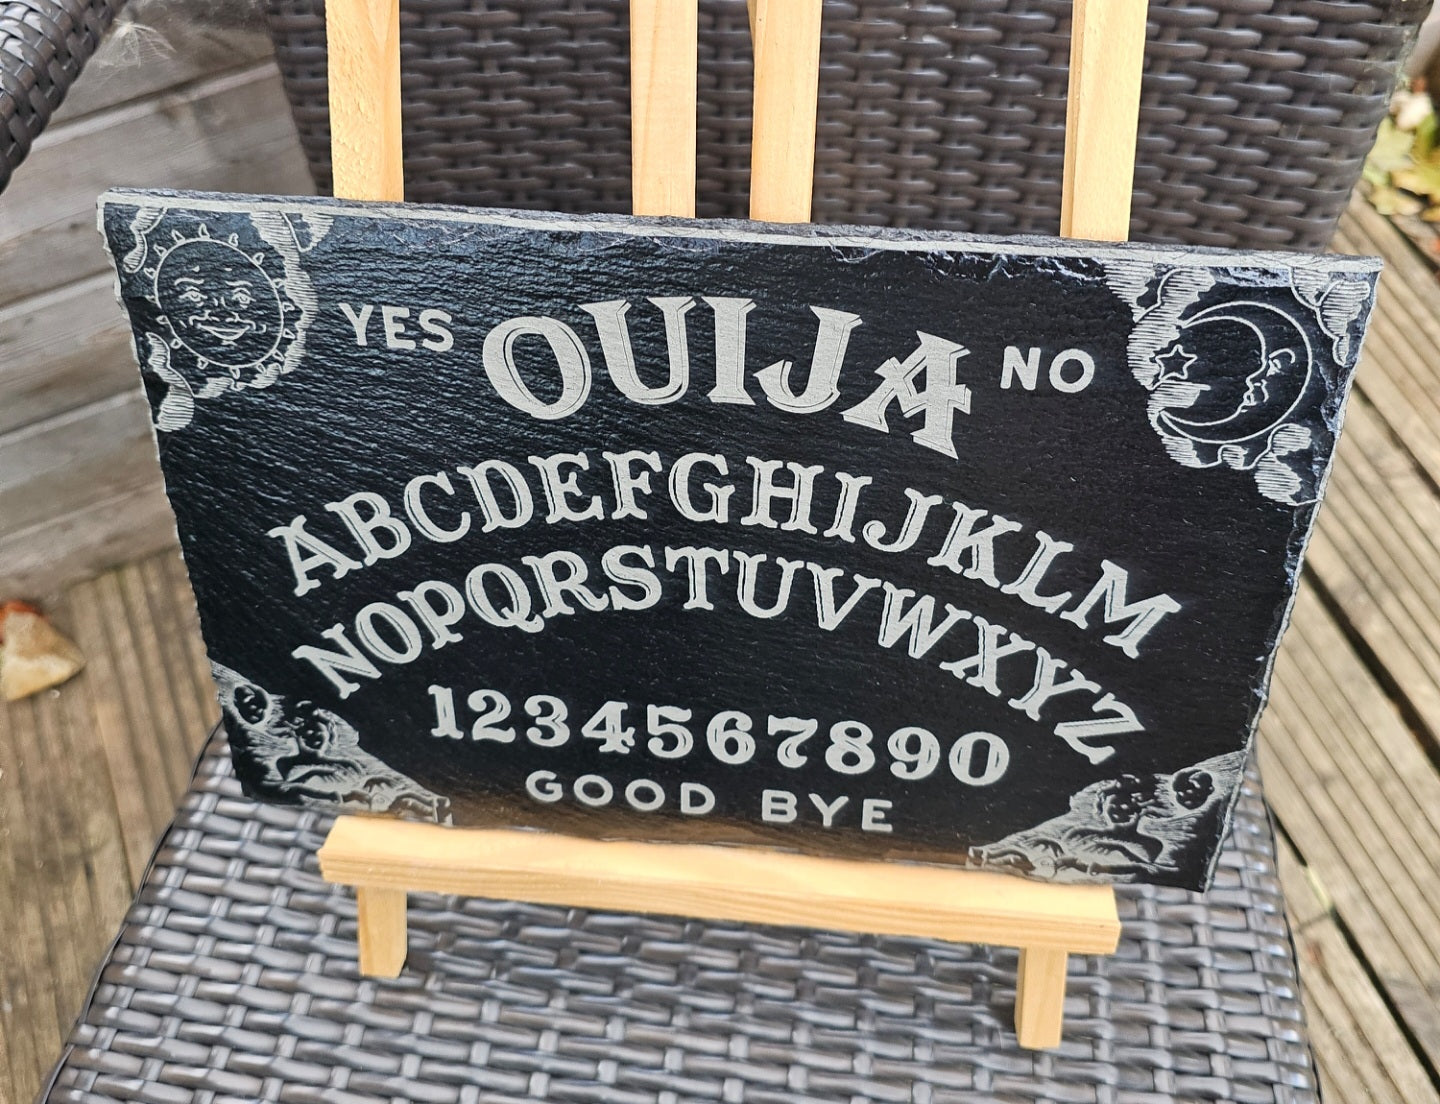 YES OUIJA NO
ABCDEFGHIJKLM
NOPQRSTUVWXYZ
1234567890
GOOD BYE